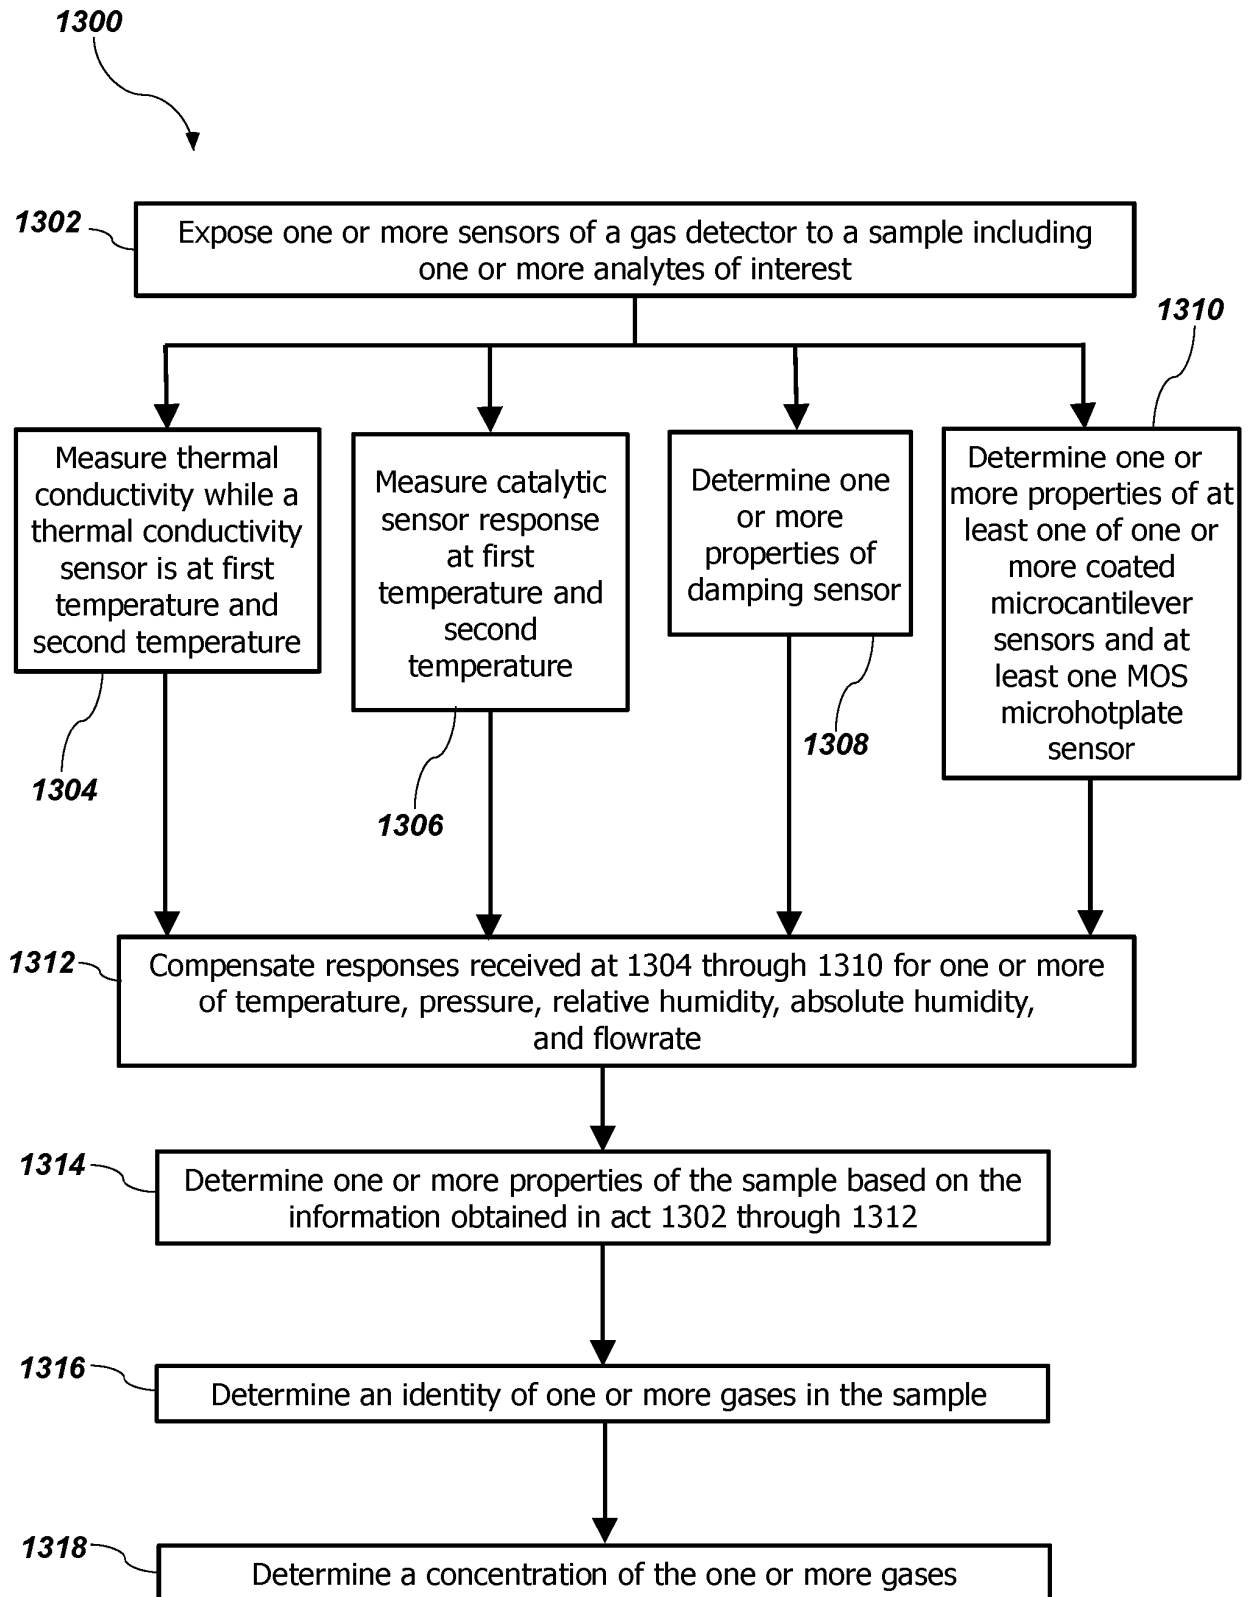 1300
1302
Expose one or more sensors of a gas detector to a sample including
one or more analytes of interest
1310
Measure thermal
conductivity while a
thermal conductivity
sensor is at first
temperature and
second temperature
1304
Measure catalytic
sensor response
at first
temperature and
second
temperature
1306
Determine one
or more
properties of
damping sensor
1308
Determine one or
more properties of at
least one of one or
more coated
microcantilever
sensors and at
least one MOS
microhotplate
sensor
1312
Compensate responses received at 1304 through 1310 for one or more
of temperature, pressure, relative humidity, absolute humidity,
and flowrate
1314
Determine one or more properties of the sample based on the
information obtained in act 1302 through 1312
1316
Determine an identity of one or more gases in the sample
1318
Determine a concentration of the one or more gases